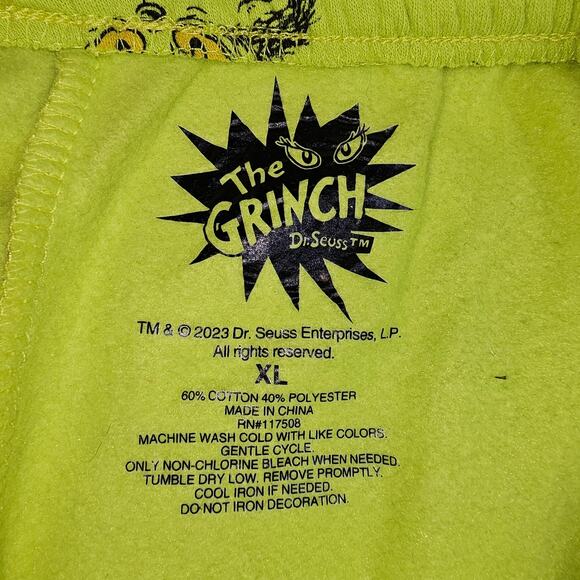 The
GRINCH
Dr. Seuss TM
TM & © 2023 Dr. Seuss Enterprises, L.P.
All rights reserved.
XL
60% COTTON 40% POLYESTER
MADE IN CHINA
RN#117508
MACHINE WASH COLD WITH LIKE COLORS.
GENTLE CYCLE.
ONLY NON-CHLORINE BLEACH WHEN NEEDED.
TUMBLE DRY LOW. REMOVE PROMPTLY.
COOL IRON IF NEEDED.
DO NOT IRON DECORATION.